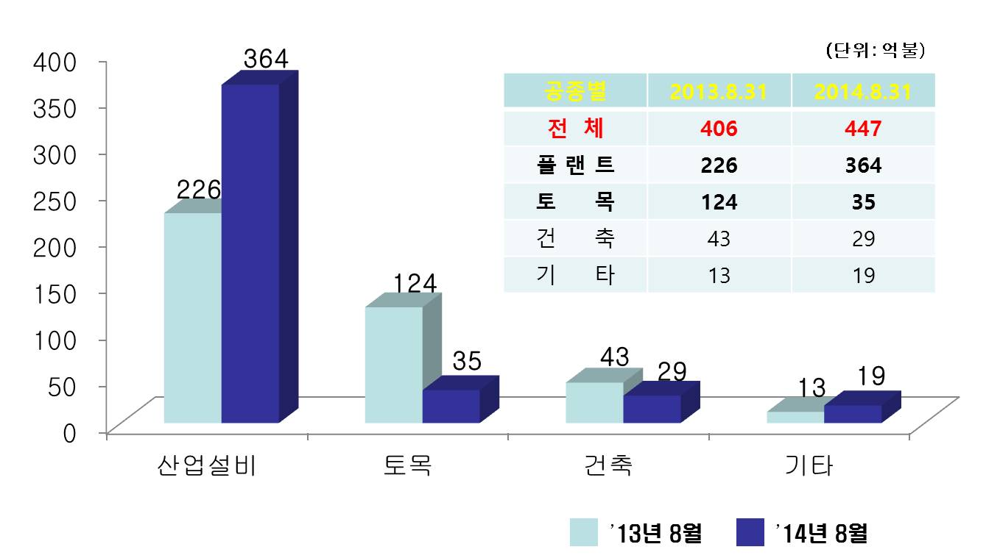 (단위:억불)
공종별 2013.8.31 2014.8.31
전 체 406 447
플랜트 226 364
토 목 124 35
건 축 43 29
기 타 13 19
400
350
300
250
200
150
100
50
0
226 364
124 35
43 29
13 19
산업설비 토목 건축 기타
’13년 8월 ’14년 8월